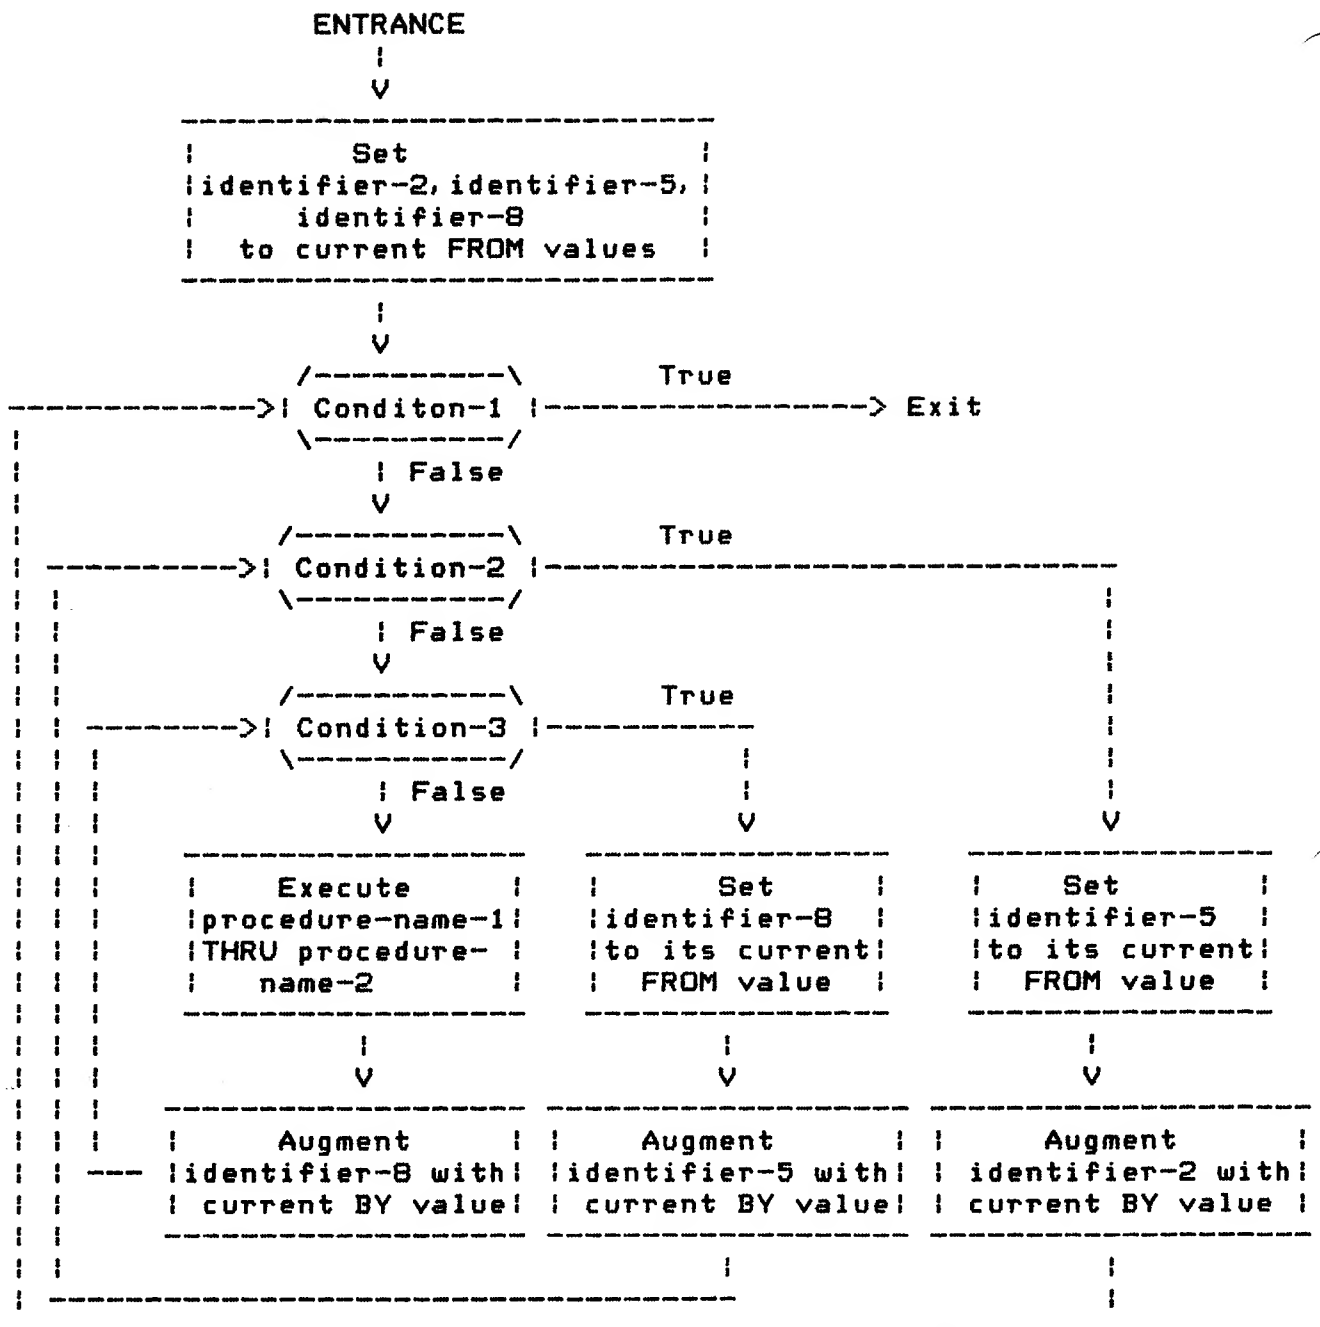 ENTRANCE
Set
identifier-2, identifier-5,
identifier-8
to current FROM values
True
Conditon-1
Exit
False
True
Condition-2
False
True
Condition-3
False
Execute
procedure-name-1
THRU procedure-
name-2
Set
identifier-8
to its current
FROM value
Set
identifier-5
to its current
FROM value
Augment
identifier-8 with
current BY value
Augment
identifier-5 with
current BY value
Augment
identifier-2 with
current BY value